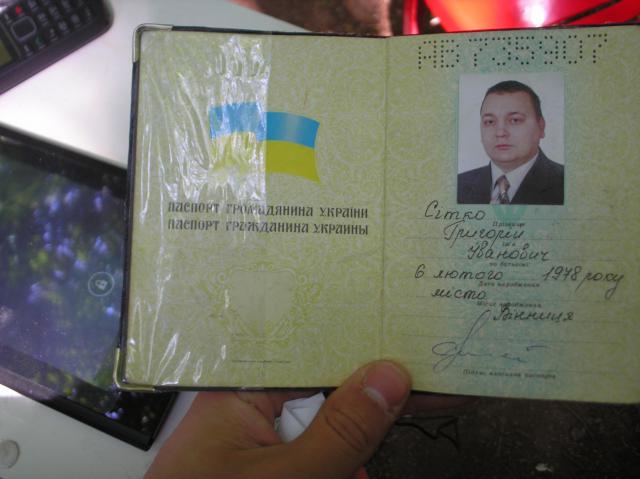 АВ735907
ПАСПОРТ ГРОМАДЯНИНА УКРАЇНИ
ПАСПОРТ ГРАЖДАНИНА УКРАИНЫ
Сітко
Прізвище
Григорій
Ім'я
Іванович
по батькові
6 лютого 1978 року
Дата народження
місто
Місце народження
Вінниця
Підпис власника паспорта